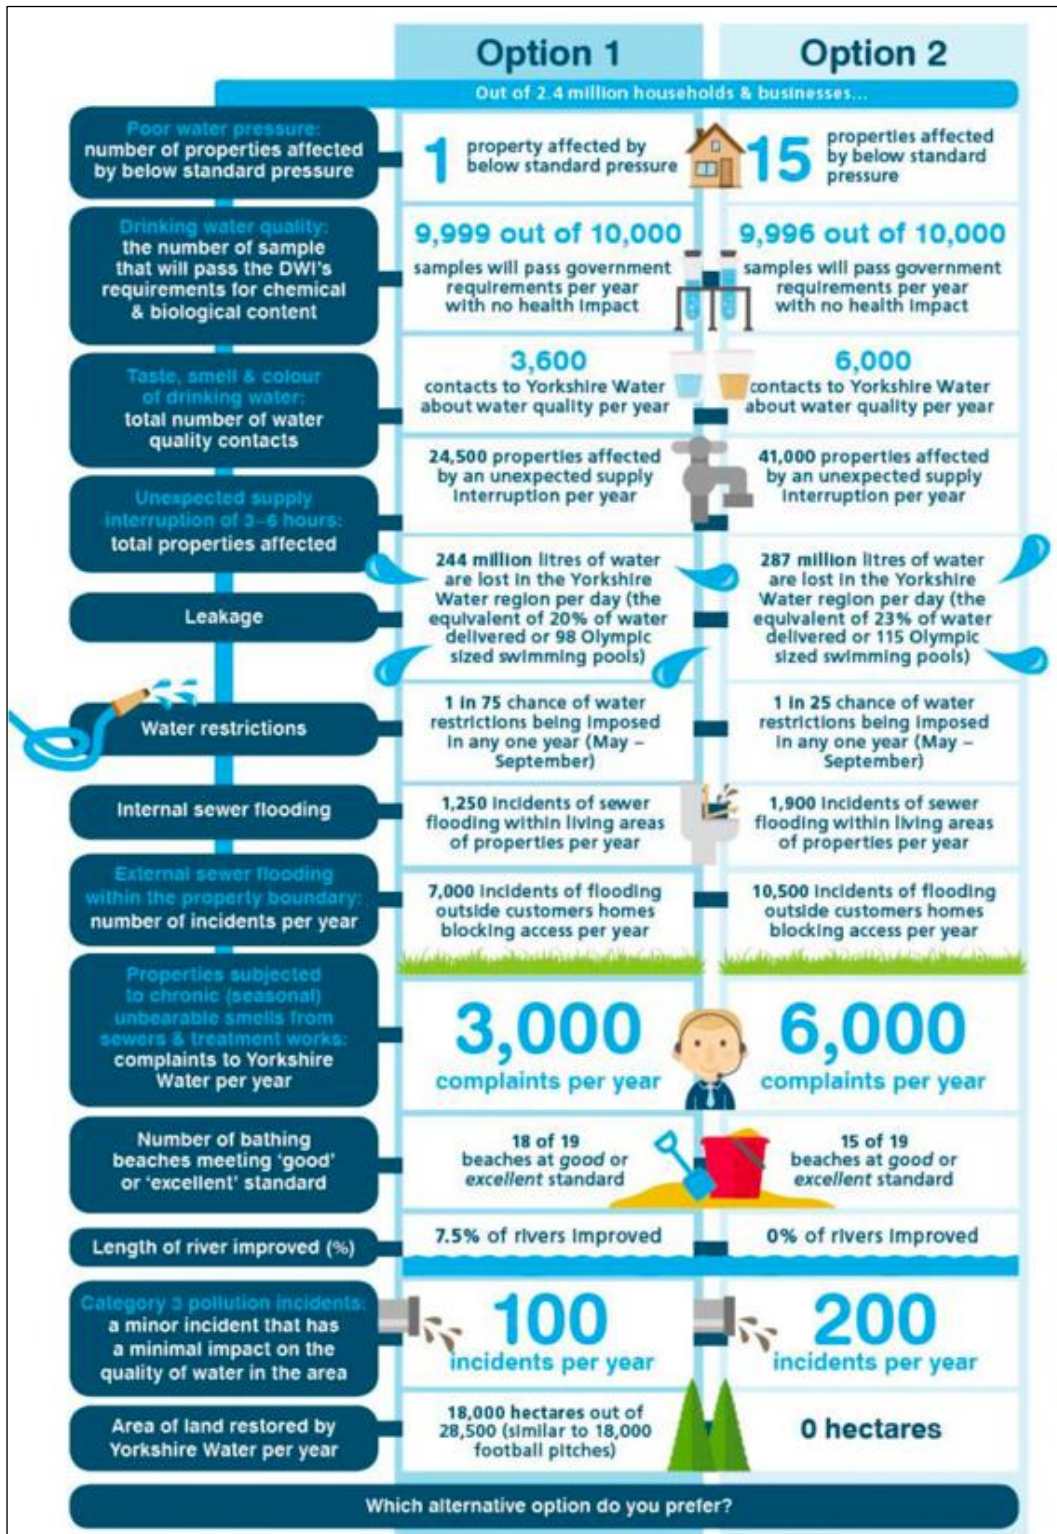 Option 1
Option 2
Out of 2.4 million households & businesses...
Poor water pressure:
number of properties affected
by below standard pressure
1
property affected by
below standard pressure
15
properties affected
by below standard
pressure
Drinking water quality:
the number of sample
that will pass the DWI's
requirements for chemical
& biological content
9,999 out of 10,000
samples will pass government
requirements per year
with no health impact
9,996 out of 10,000
samples will pass government
requirements per year
with no health impact
Taste, smell & colour
of drinking water:
total number of water
quality contacts
3,600
contacts to Yorkshire Water
about water quality per year
6,000
contacts to Yorkshire Water
about water quality per year
Unexpected supply
interruption of 3–6 hours:
total properties affected
24,500 properties affected
by an unexpected supply
interruption per year
41,000 properties affected
by an unexpected supply
interruption per year
Leakage
244 million litres of water
are lost in the Yorkshire
Water region per day (the
equivalent of 20% of water
delivered or 98 Olympic
sized swimming pools)
287 million litres of water
are lost in the Yorkshire
Water region per day (the
equivalent of 23% of water
delivered or 115 Olympic
sized swimming pools)
Water restrictions
1 in 75 chance of water
restrictions being imposed
in any one year (May –
September)
1 in 25 chance of water
restrictions being imposed
in any one year (May –
September)
Internal sewer flooding
1,250 incidents of sewer
flooding within living areas
of properties per year
1,900 incidents of sewer
flooding within living areas
of properties per year
External sewer flooding
within the property boundary:
number of incidents per year
7,000 incidents of flooding
outside customers homes
blocking access per year
10,500 incidents of flooding
outside customers homes
blocking access per year
Properties subjected
to chronic (seasonal)
unbearable smells from
sewers & treatment works:
complaints to Yorkshire
Water per year
3,000
complaints per year
6,000
complaints per year
Number of bathing
beaches meeting 'good'
or 'excellent' standard
18 of 19
beaches at good or
excellent standard
15 of 19
beaches at good or
excellent standard
Length of river improved (%)
7.5% of rivers improved
0% of rivers improved
Category 3 pollution incidents:
a minor incident that has
a minimal impact on the
quality of water in the area
100
incidents per year
200
incidents per year
Area of land restored by
Yorkshire Water per year
18,000 hectares out of
28,500 (similar to 18,000
football pitches)
0 hectares
Which alternative option do you prefer?